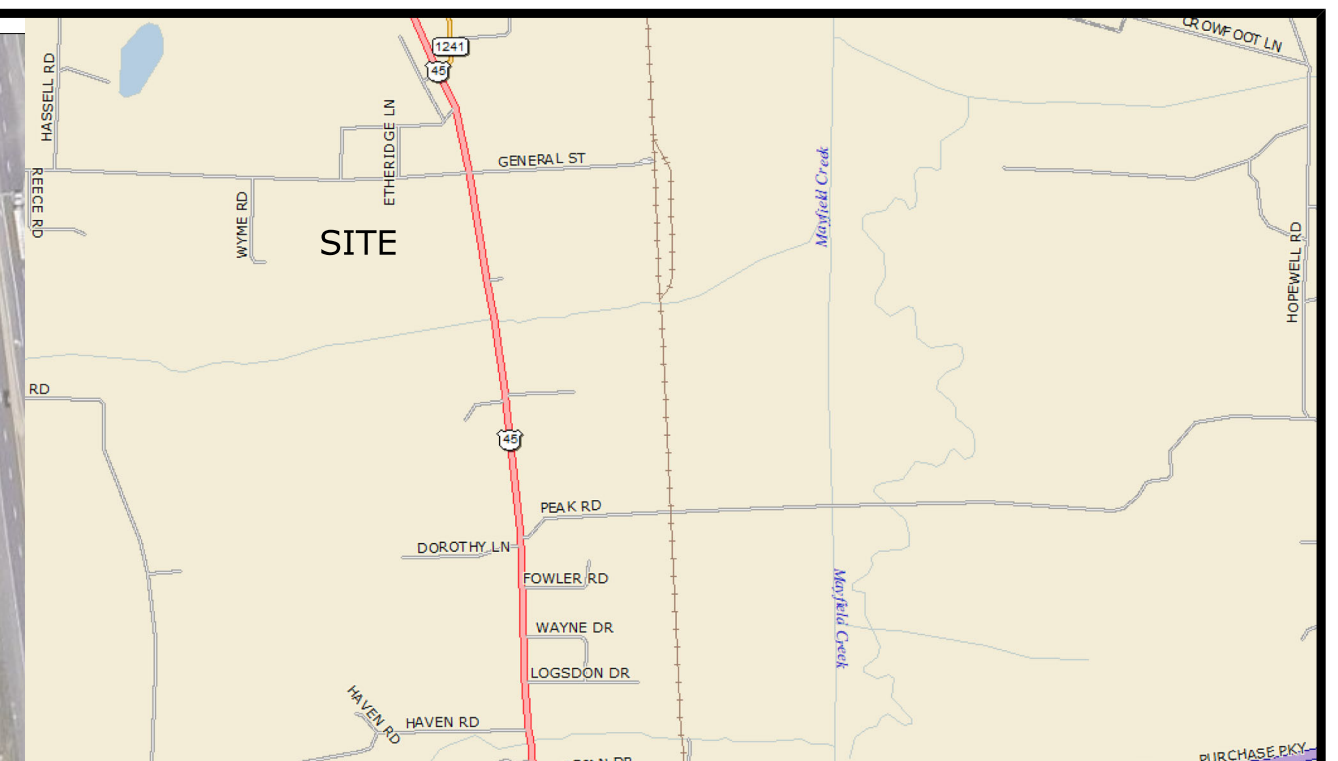 CROWFOOT LN
1241
45
HASSELL RD
ETHERIDGE LN
GENERAL ST
Mayfield Creek
REECE RD
WYME RD
SITE
HOPEWELL RD
RD
45
PEAK RD
DOROTHY LN
FOWLER RD
Mayfield Creek
WAYNE DR
LOGSDON DR
HAVEN RD
HAVEN RD
PURCHASE PKY